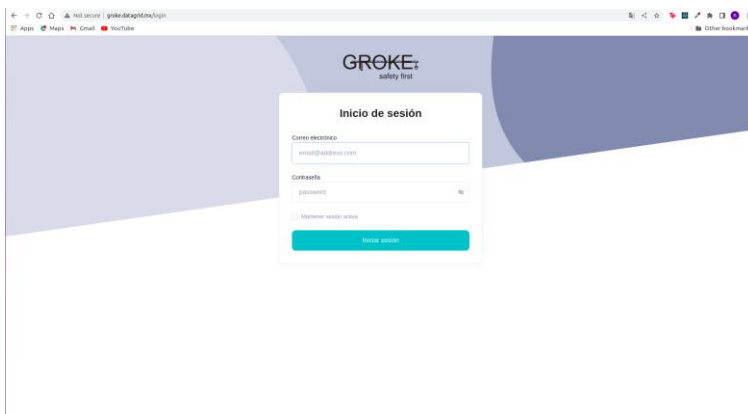 Not secure | groke.datagrid.mx/login
Apps Maps Gmail YouTube Other bookmark
GROKE
safety first
Inicio de sesión
Correo electrónico
email@address.com
Contraseña
password
Mantener sesión activa
Iniciar sesión